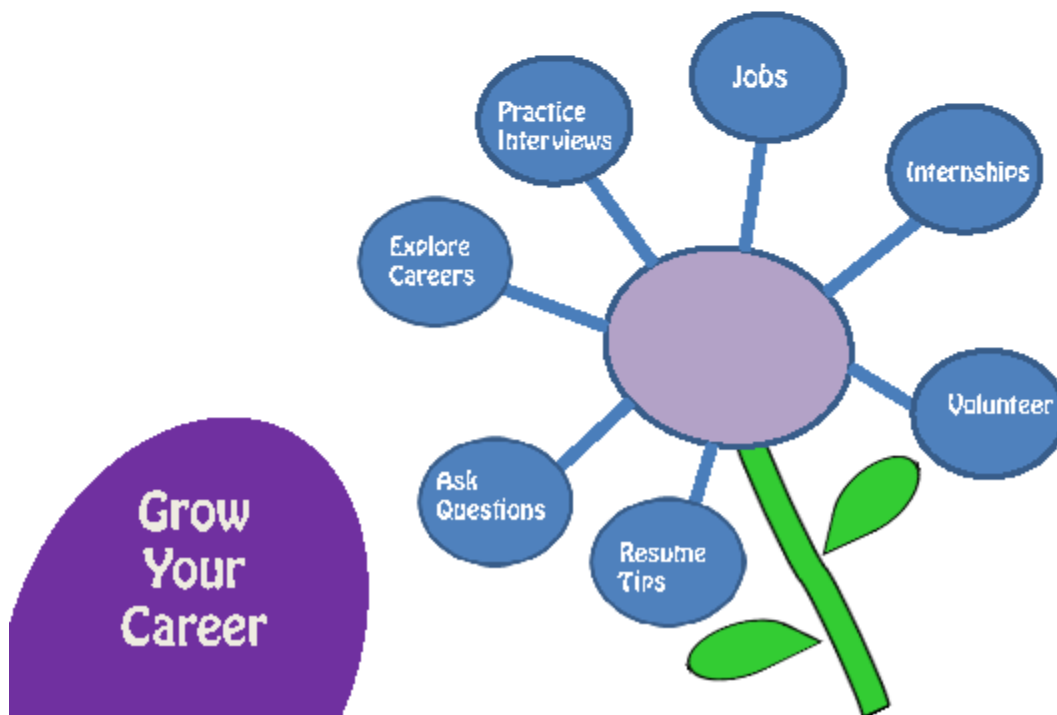 Jobs
Practice
Interviews
Internships
Explore
Careers
Volunteer
Ask
Questions
Resume
Tips
Grow
Your
Career